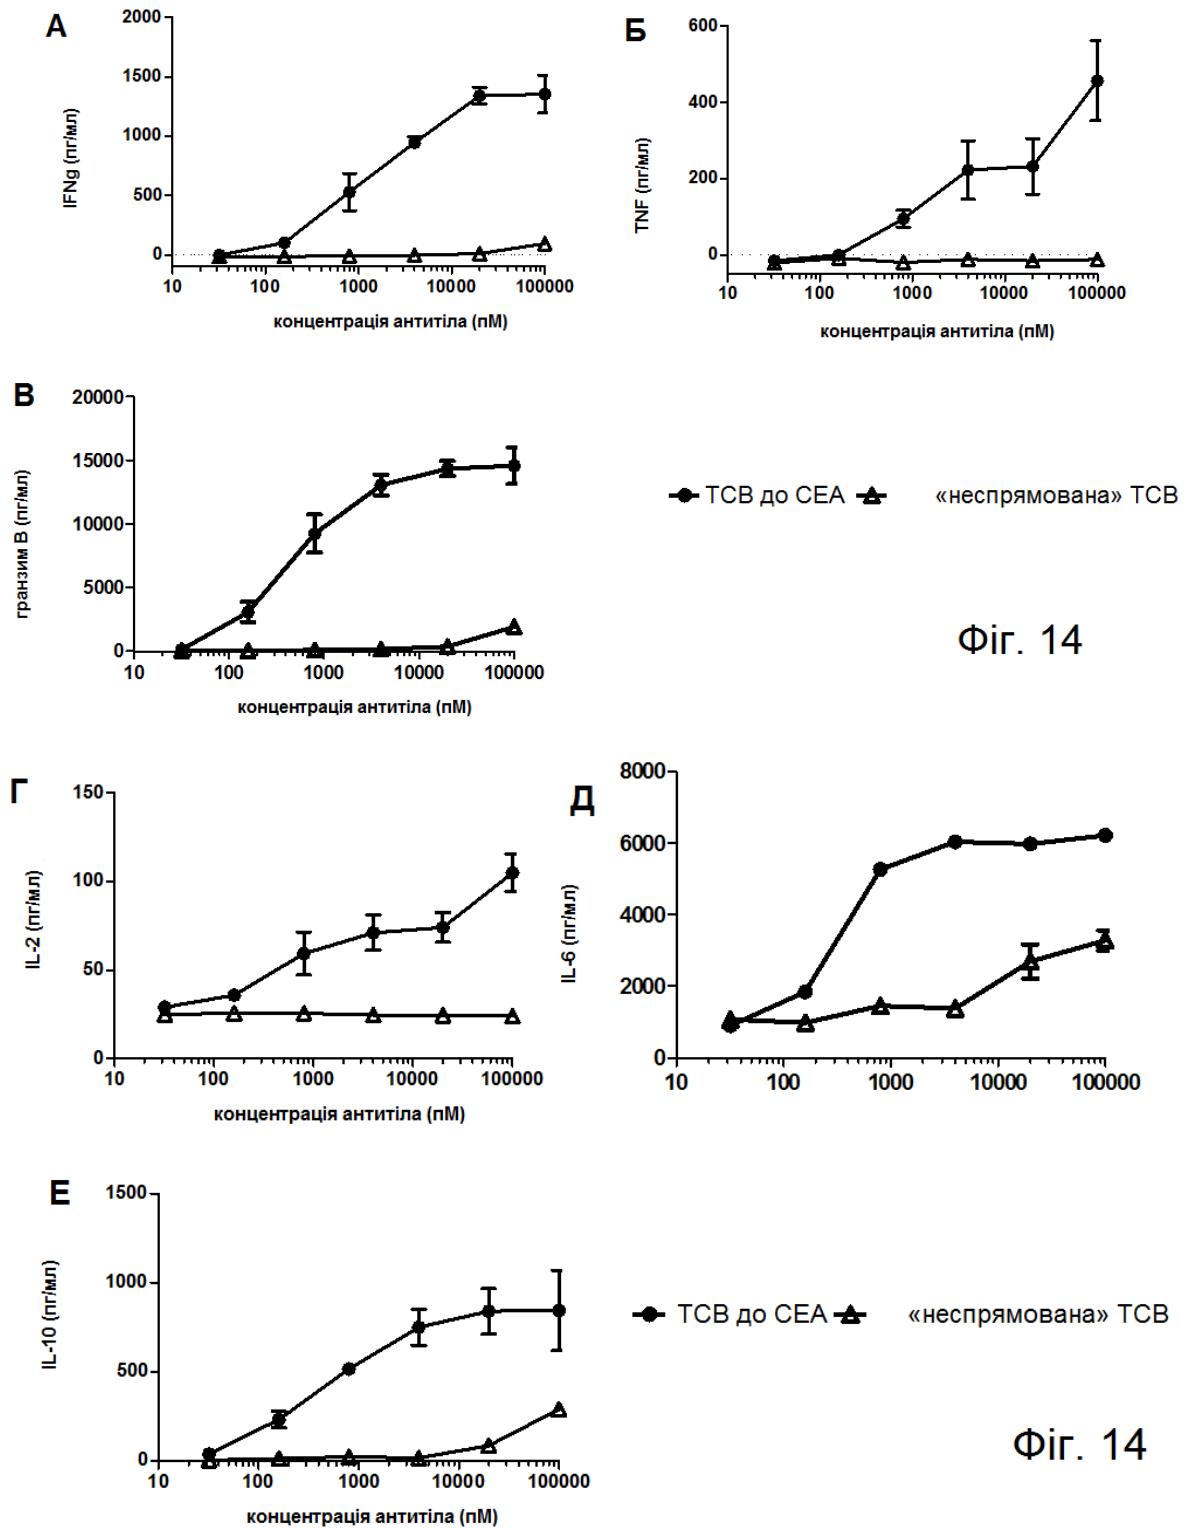 А
2000
1500
1000
500
0
IFNg (пг/мл)
10 100 1000 10000 100000
концентрація антитіла (пМ)
Б
600
400
200
0
TNF (пг/мл)
10 100 1000 10000 100000
концентрація антитіла (пМ)
В
20000
15000
10000
5000
0
гранзим В (пг/мл)
10 100 1000 10000 100000
концентрація антитіла (пМ)
ТСВ до СЕА «неспрямована» ТСВ
Фіг. 14
Г
150
100
50
0
IL-2 (пг/мл)
10 100 1000 10000 100000
концентрація антитіла (пМ)
Д
8000
6000
4000
2000
0
IL-6 (пг/мл)
10 100 1000 10000 100000
Е
1500
1000
500
0
IL-10 (пг/мл)
10 100 1000 10000 100000
концентрація антитіла (пМ)
ТСВ до СЕА «неспрямована» ТСВ
Фіг. 14